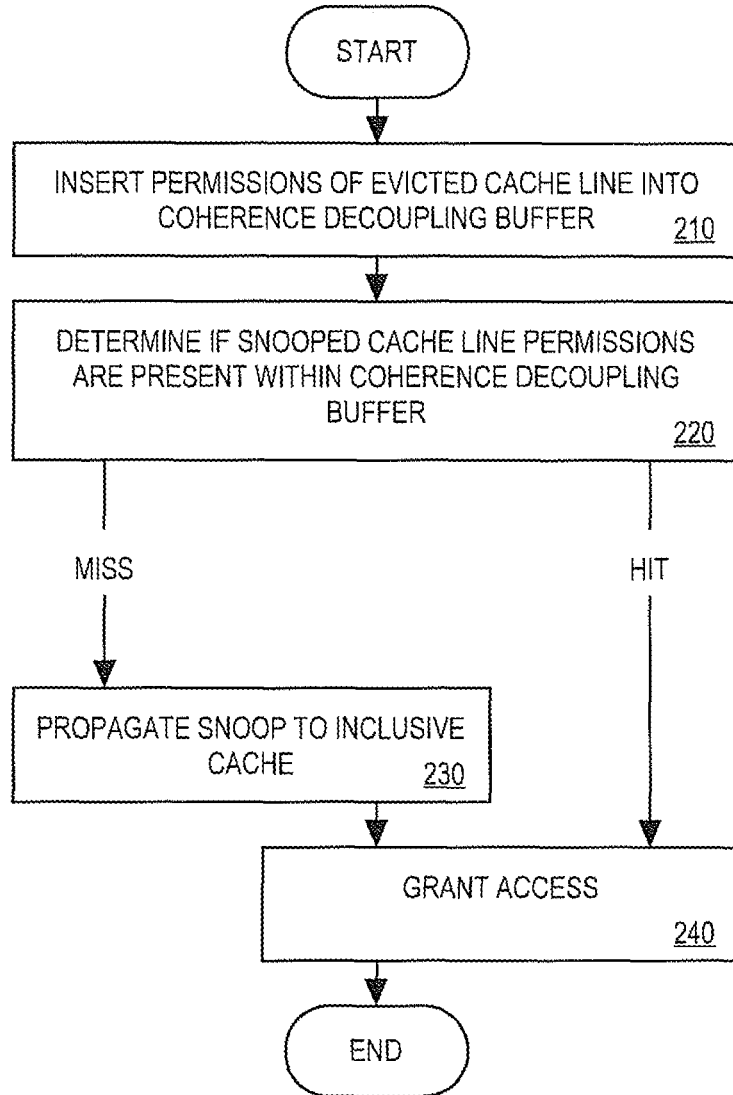 START
INSERT PERMISSIONS OF EVICTED CACHE LINE INTO
COHERENCE DECOUPLING BUFFER
210
DETERMINE IF SNOOPED CACHE LINE PERMISSIONS
ARE PRESENT WITHIN COHERENCE DECOUPLING
BUFFER
220
MISS
HIT
PROPAGATE SNOOP TO INCLUSIVE
CACHE
230
GRANT ACCESS
240
END